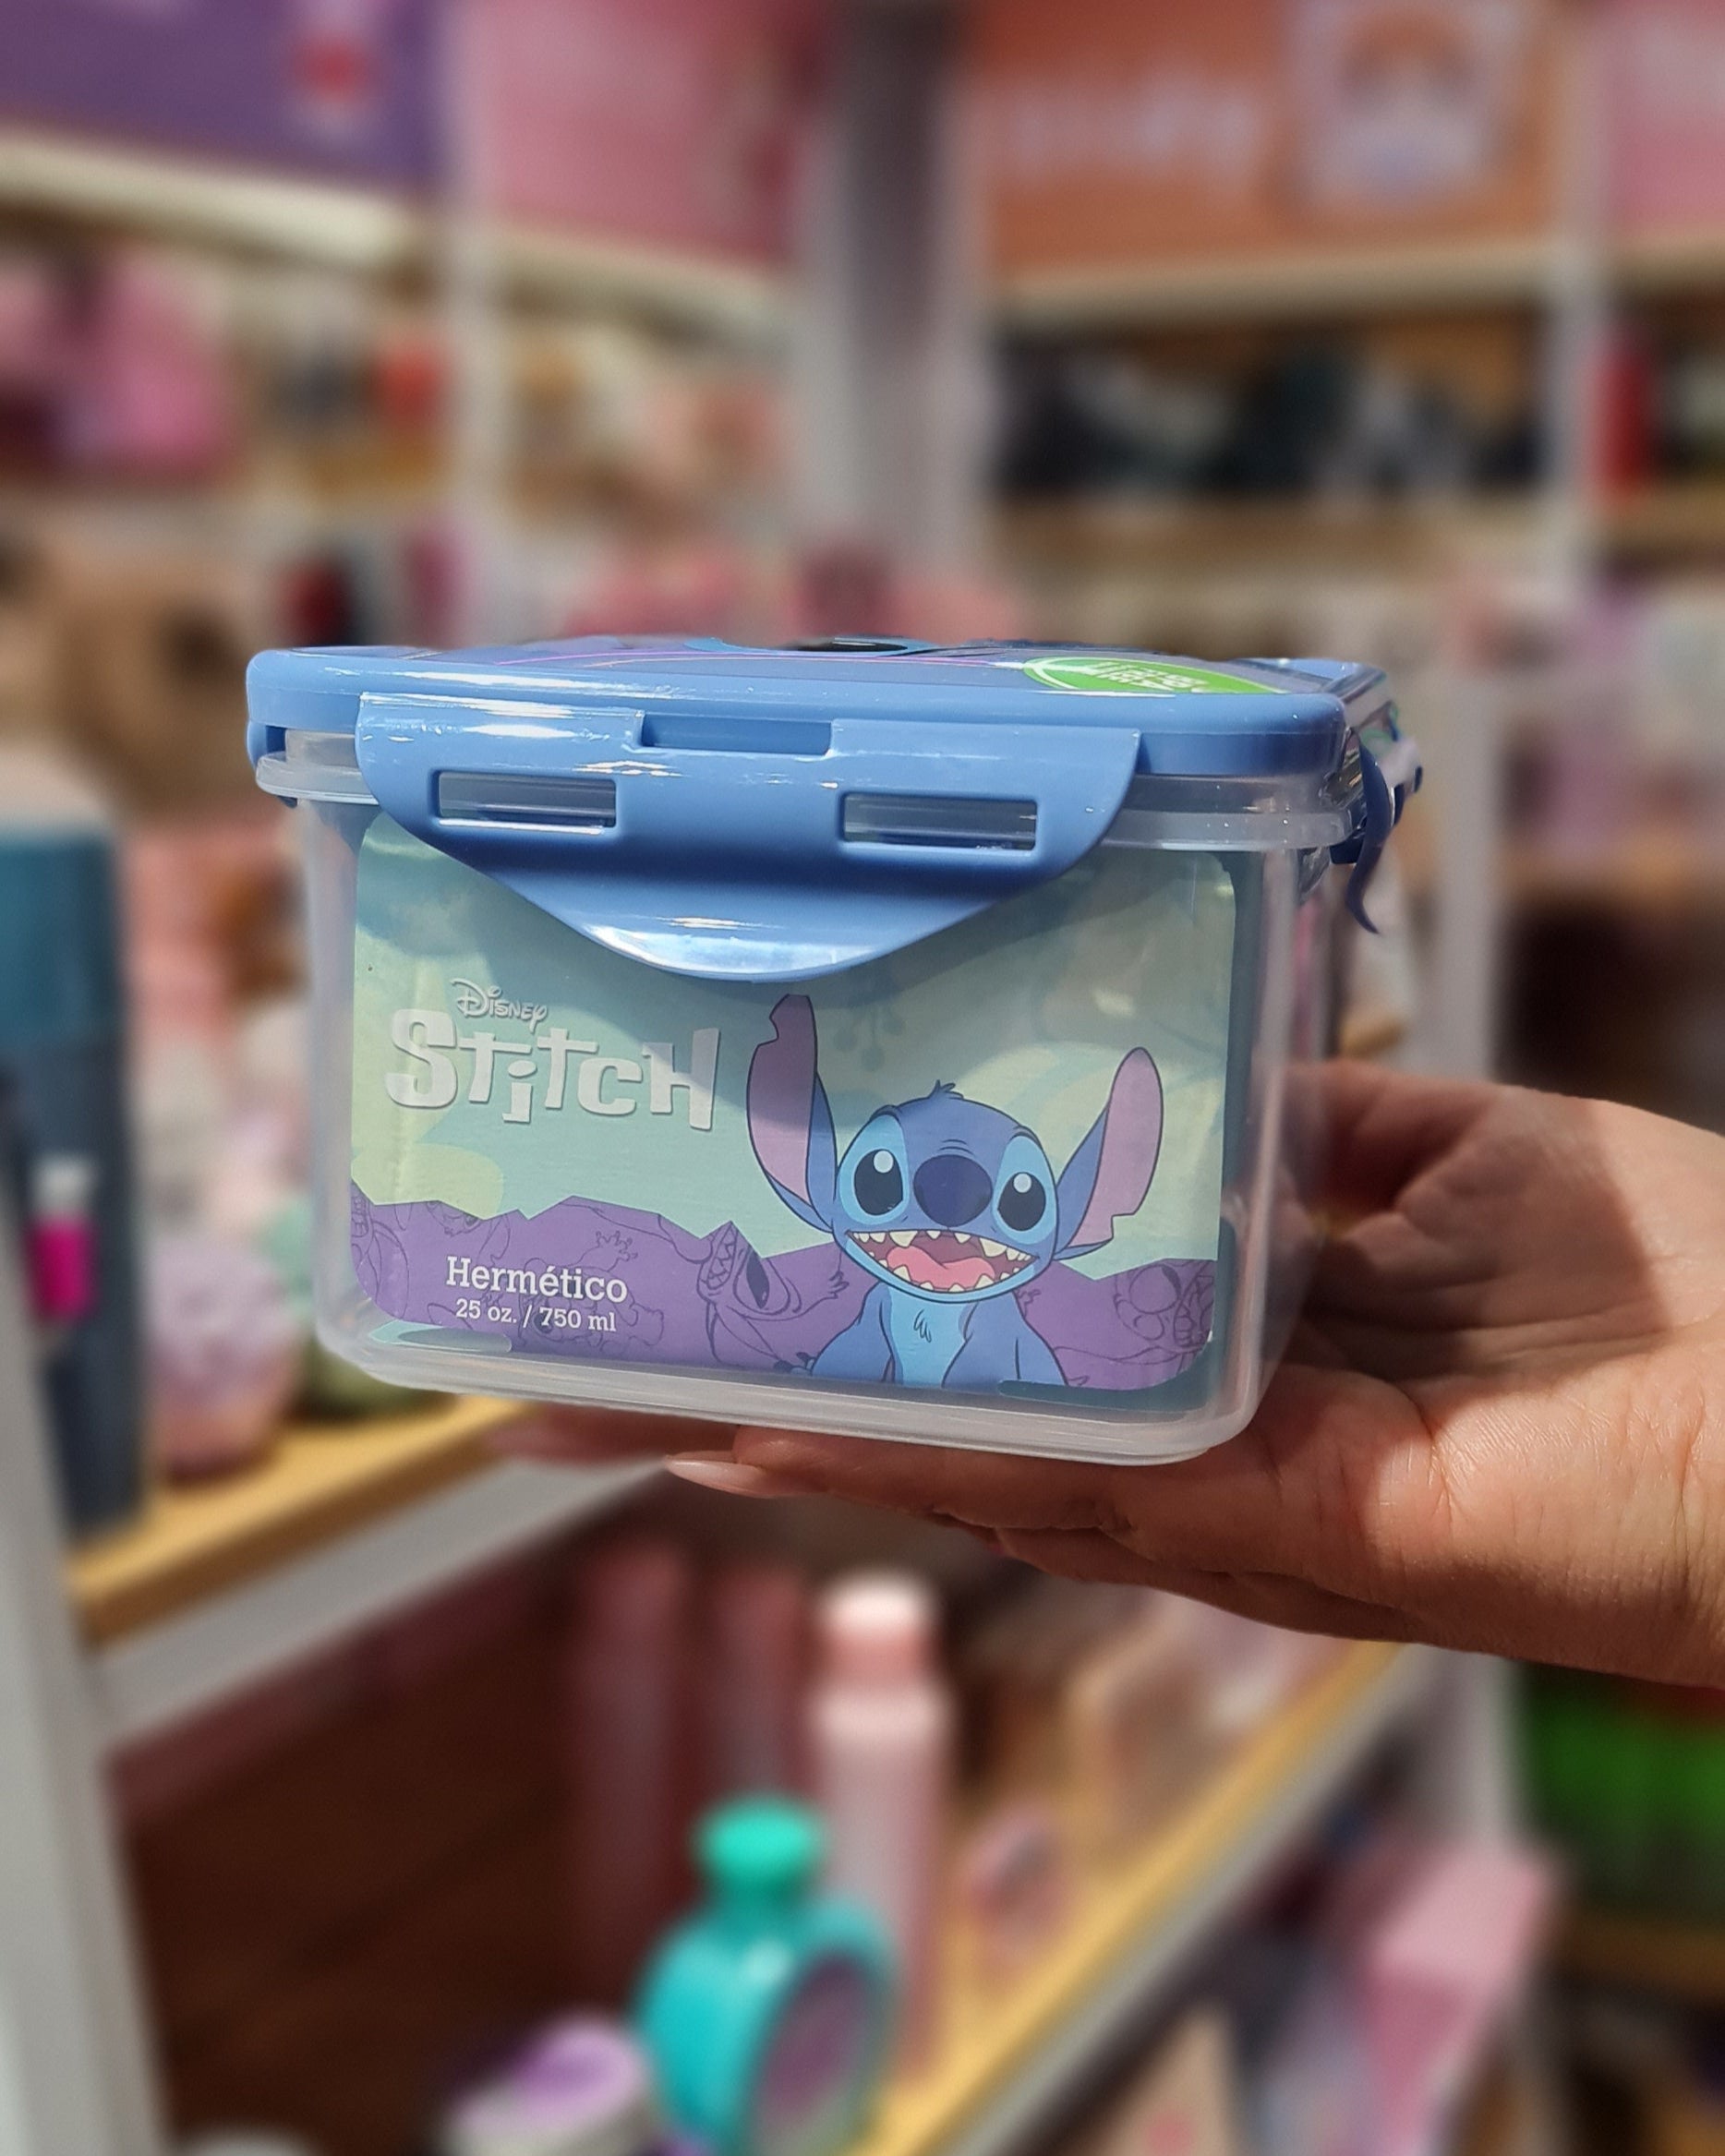 Disney
Stitch
Hermético
25 oz. / 750 ml